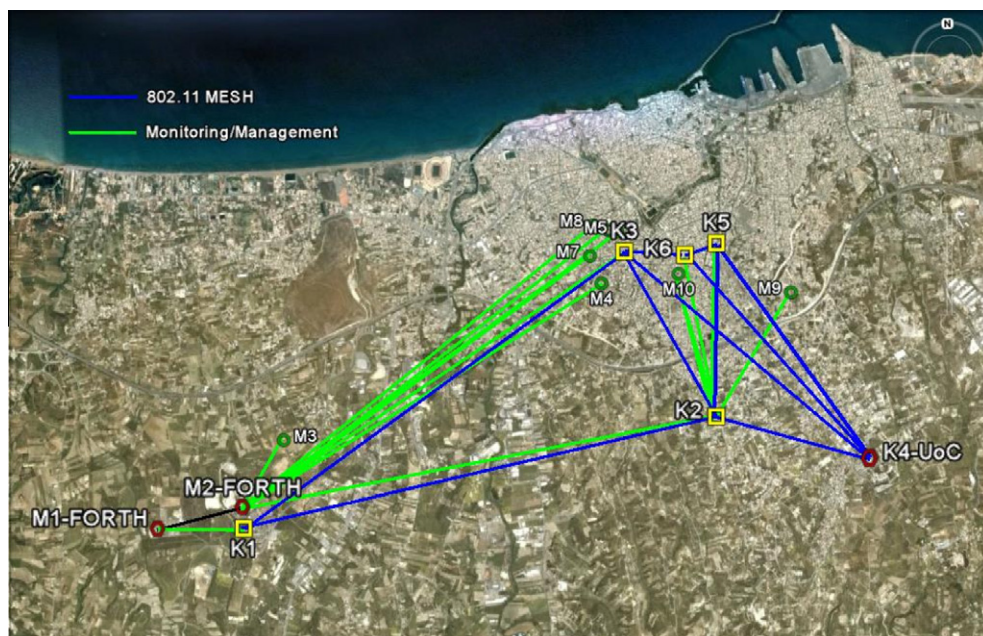 N
802.11 MESH
Monitoring/Management
M8
M5
K3
K5
M7
K6
M4
M10
M9
K2
M3
K4-UoC
M2-FORTH
M1-FORTH
K1